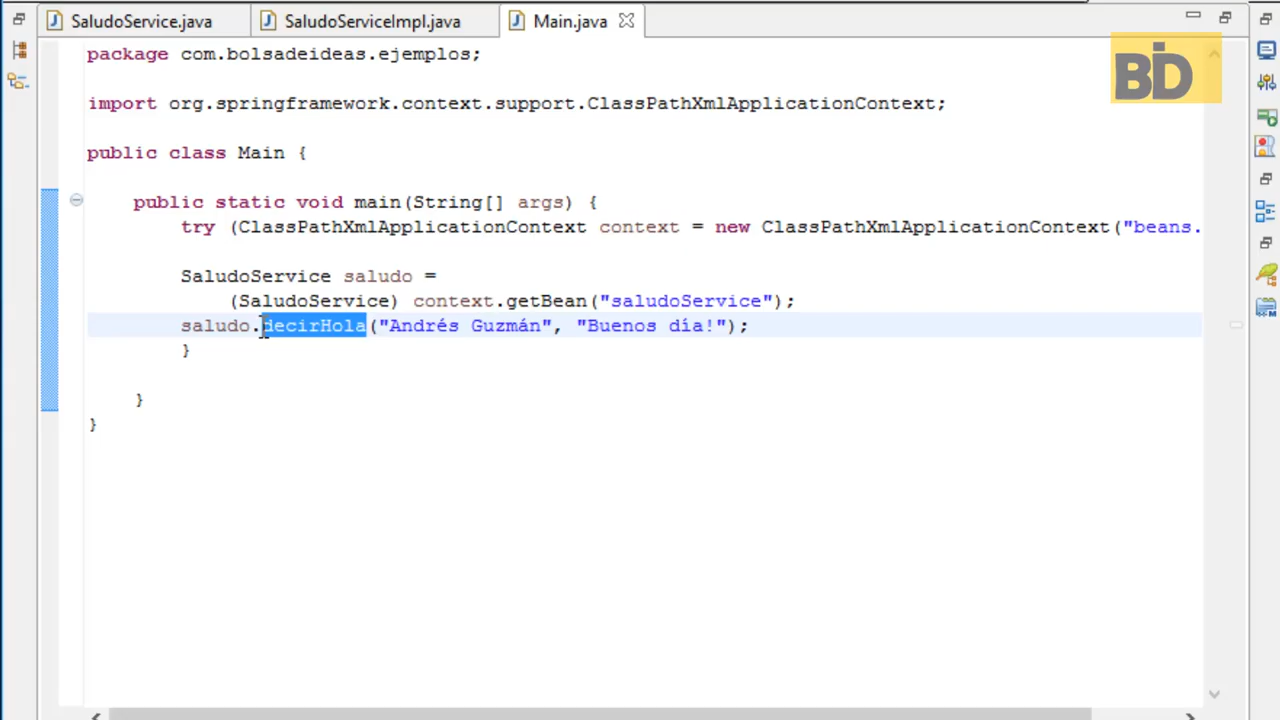 SaludoService.java SaludoServiceImpl.java Main.java
BD
package com.bolsadeideas.ejemplos;
import org.springframework.context.support.ClassPathXmlApplicationContext;
public class Main {
public static void main(String[] args) {
try (ClassPathXmlApplicationContext context = new ClassPathXmlApplicationContext("beans.
SaludoService saludo =
(SaludoService) context.getBean("saludoService");
saludo.decirHola("Andrés Guzmán", "Buenos día!");
}
}
}